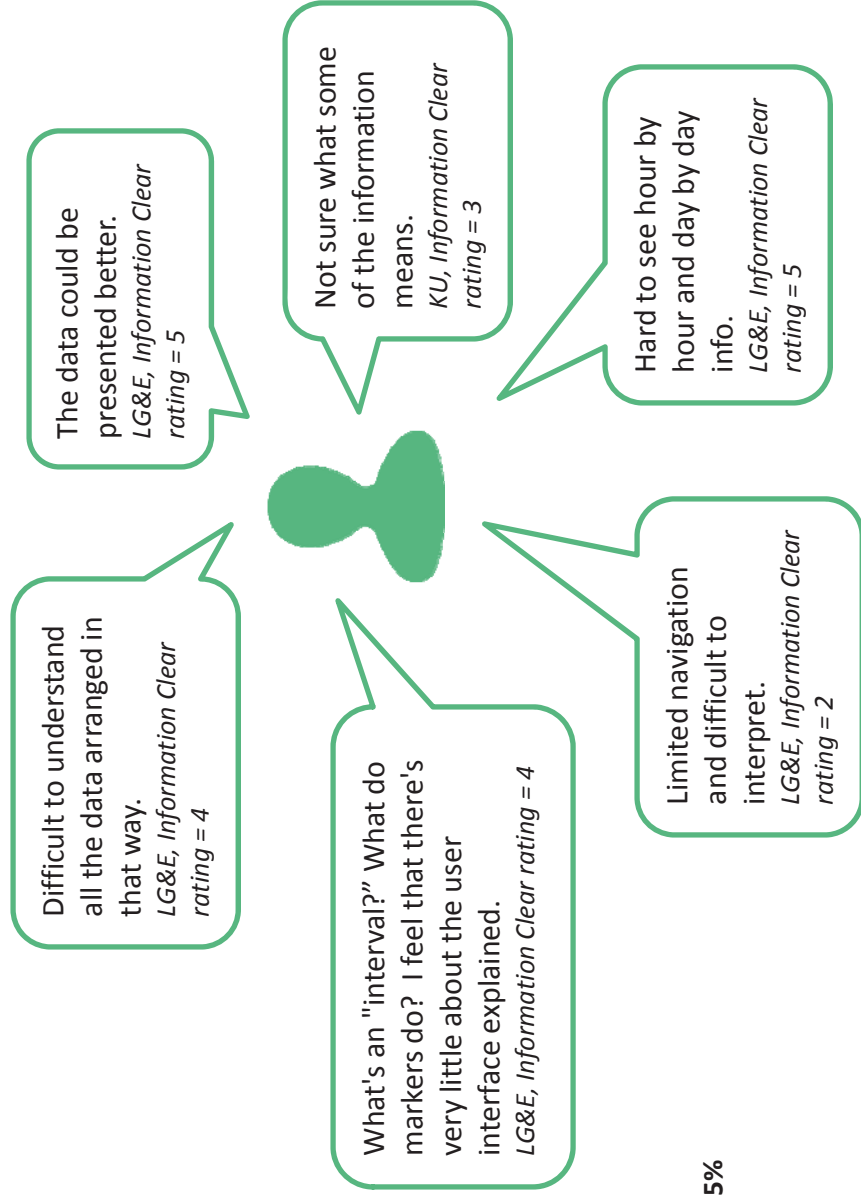 Difficult to understand
all the data arranged in
that way.
LG&E, Information Clear
rating = 4
The data could be
presented better.
LG&E, Information Clear
rating = 5
What's an "interval?” What do
markers do?  I feel that there's
very little about the user
interface explained.
LG&E, Information Clear rating = 4
Not sure what some
of the information
means.
KU, Information Clear
rating = 3
Limited navigation
and difficult to
interpret.
LG&E, Information Clear
rating = 2
Hard to see hour by
hour and day by day
info.
LG&E, Information Clear
rating = 5
5%